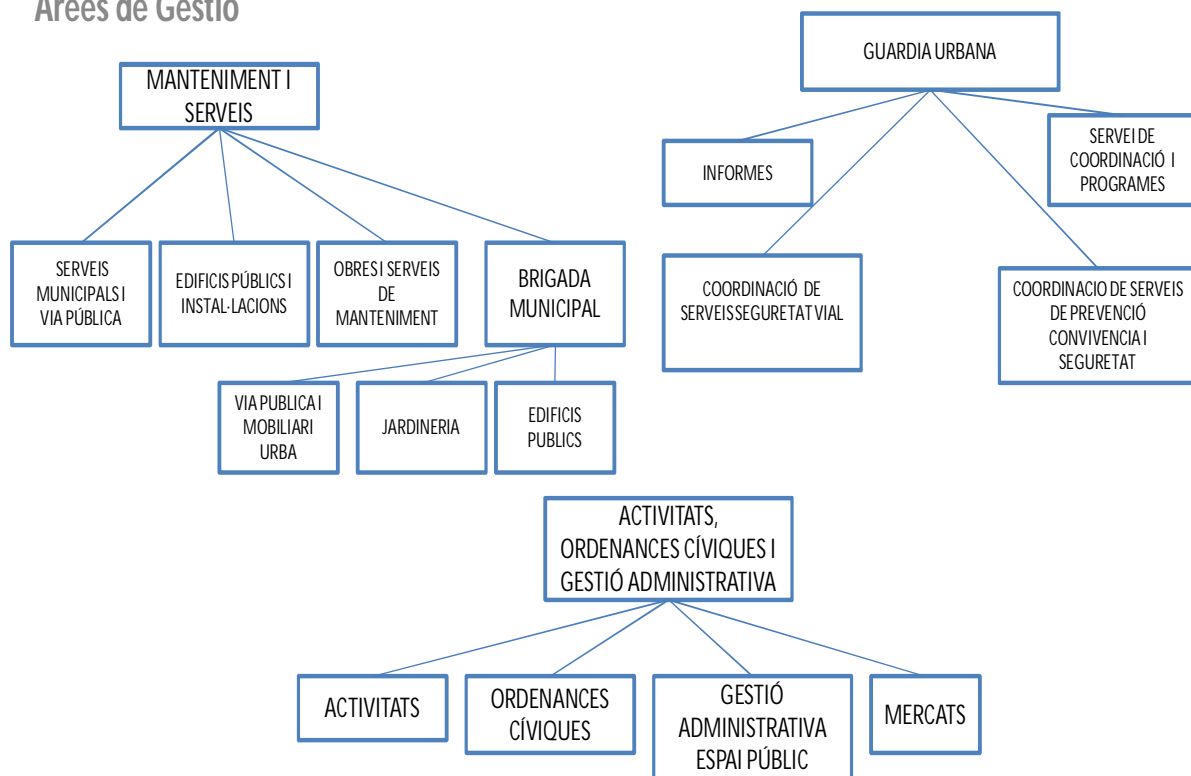 Àrees de Gestió
MANTENIMENT I
SERVEIS
SERVEIS
MUNICIPALS I
VIA PÚBLICA
EDIFICIS PÚBLICS I
INSTAL·LACIONS
OBRES I SERVEIS
DE
MANTENIMENT
BRIGADA
MUNICIPAL
VIA PUBLICA I
MOBILIARI
URBA
JARDINERIA
EDIFICIS
PUBLICS
GUARDIA URBANA
INFORMES
SERVEI DE
COORDINACIÓ I
PROGRAMES
COORDINACIÓ DE
SERVEIS SEGURETAT VIAL
COORDINACIO DE SERVEIS
DE PREVENCIÓ
CONVIVENCIA I
SEGURETAT
ACTIVITATS,
ORDENANCES CÍVIQUES I
GESTIÓ ADMINISTRATIVA
ACTIVITATS
ORDENANCES
CÍVIQUES
GESTIÓ
ADMINISTRATIVA
ESPAI PÚBLIC
MERCATS